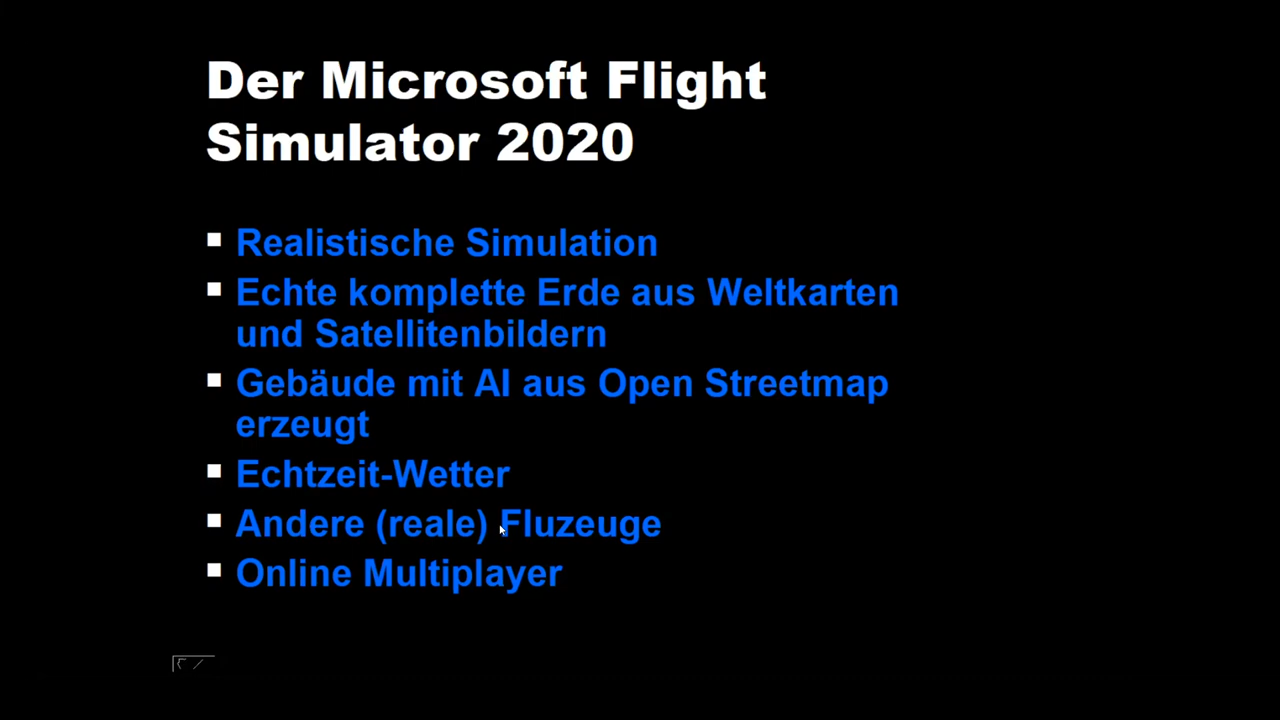 Der Microsoft Flight
Simulator 2020
Realistische Simulation
Echte komplette Erde aus Weltkarten
und Satellitenbildern
Gebäude mit AI aus Open Streetmap
erzeugt
Echtzeit-Wetter
Andere (reale) Fluzeuge
Online Multiplayer